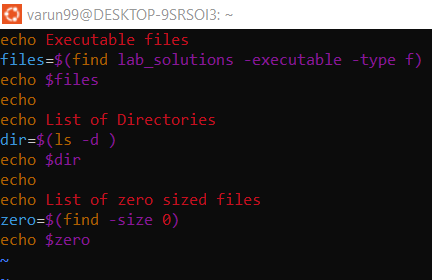 varun99@DESKTOP-9SRSOI3: ~
echo Executable files
files=$(find lab_solutions -executable -type f)
echo $files
echo
echo List of Directories
dir=$(ls -d )
echo $dir
echo
echo List of zero sized files
zero=$(find -size 0)
echo $zero
~
~